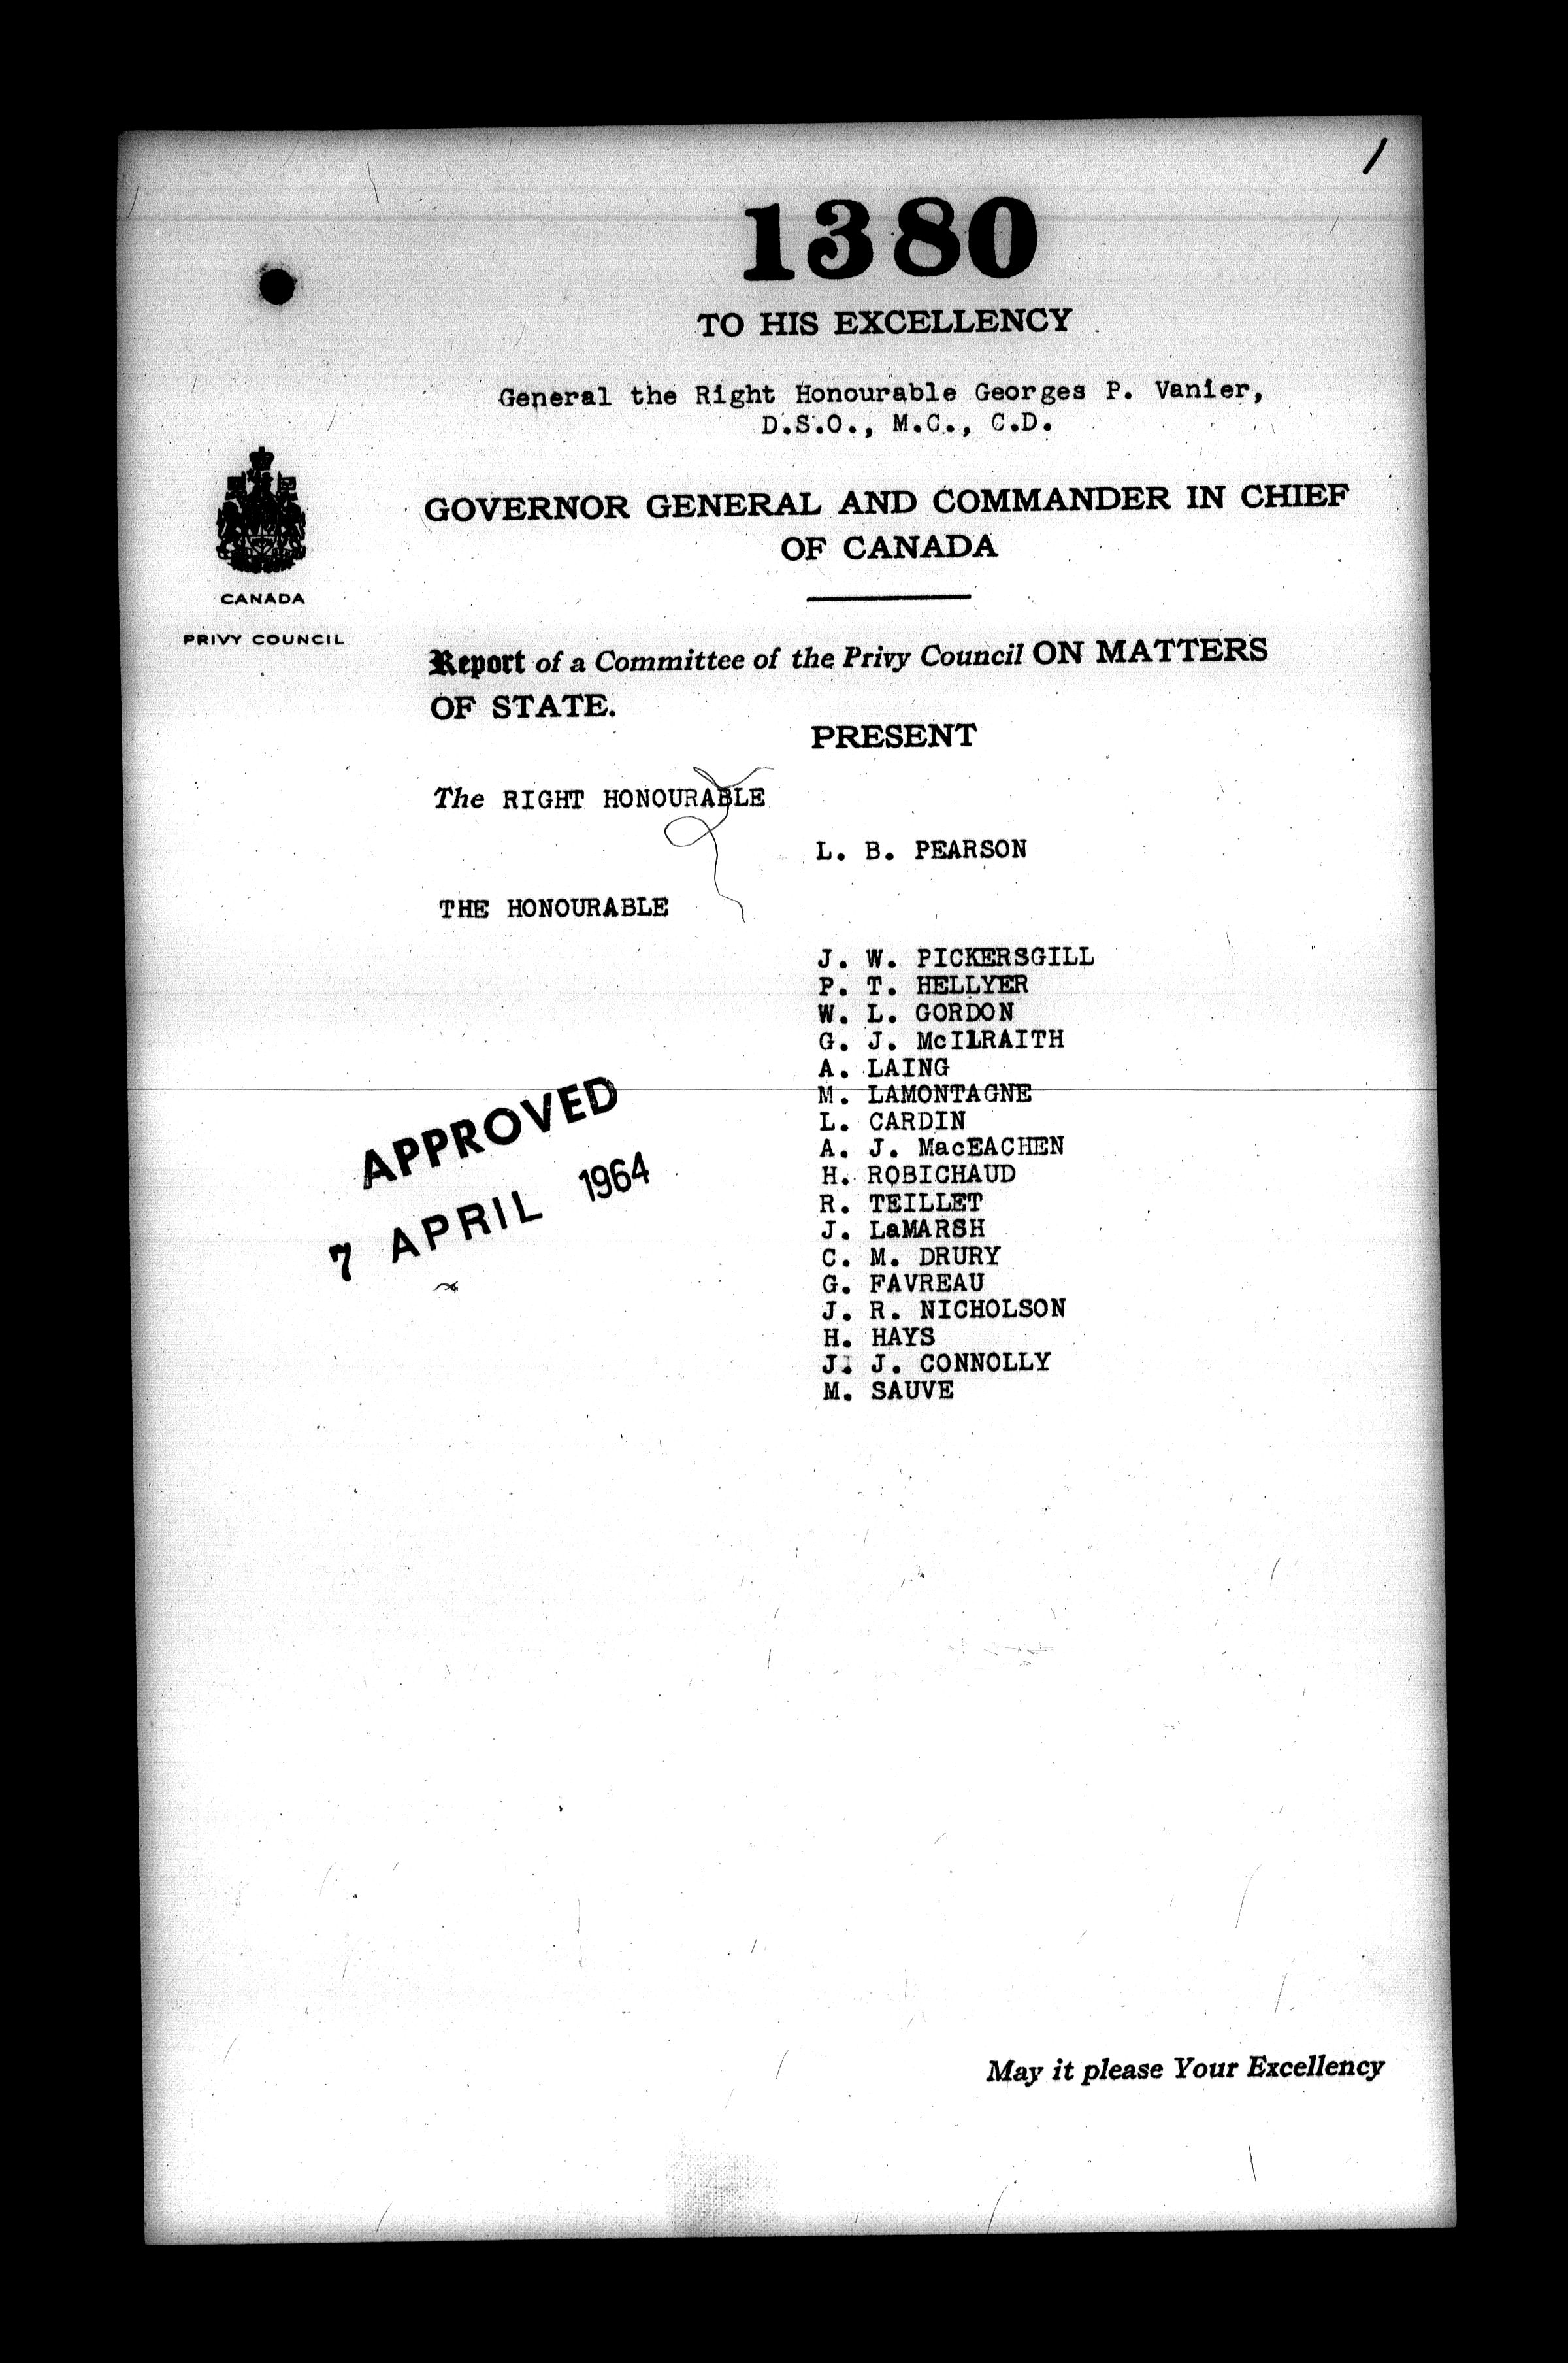 1380
TO HIS EXCELLENCY
General the Right Honourable Georges P. Vanier,
D.S.O., M.C., C.D.
GOVERNOR GENERAL AND COMMANDER IN CHIEF
OF CANADA
CANADA
PRIVY COUNCIL
Report of a Committee of the Privy Council ON MATTERS
OF STATE.
PRESENT
The RIGHT HONOURABLE
L. B. PEARSON
THE HONOURABLE
J. W. PICKERSGILL
P. T. HELLYER
W. L. GORDON
G. J. McILRAITH
A. LAING
M. LAMONTAGNE
L. CARDIN
A. J. MacEACHEN
H. ROBICHAUD
R. TEILLET
J. LaMARSH
C. M. DRURY
G. FAVREAU
J. R. NICHOLSON
H. HAYS
J. J. CONNOLLY
M. SAUVE
APPROVED
7 APRIL 1964
May it please Your Excellency